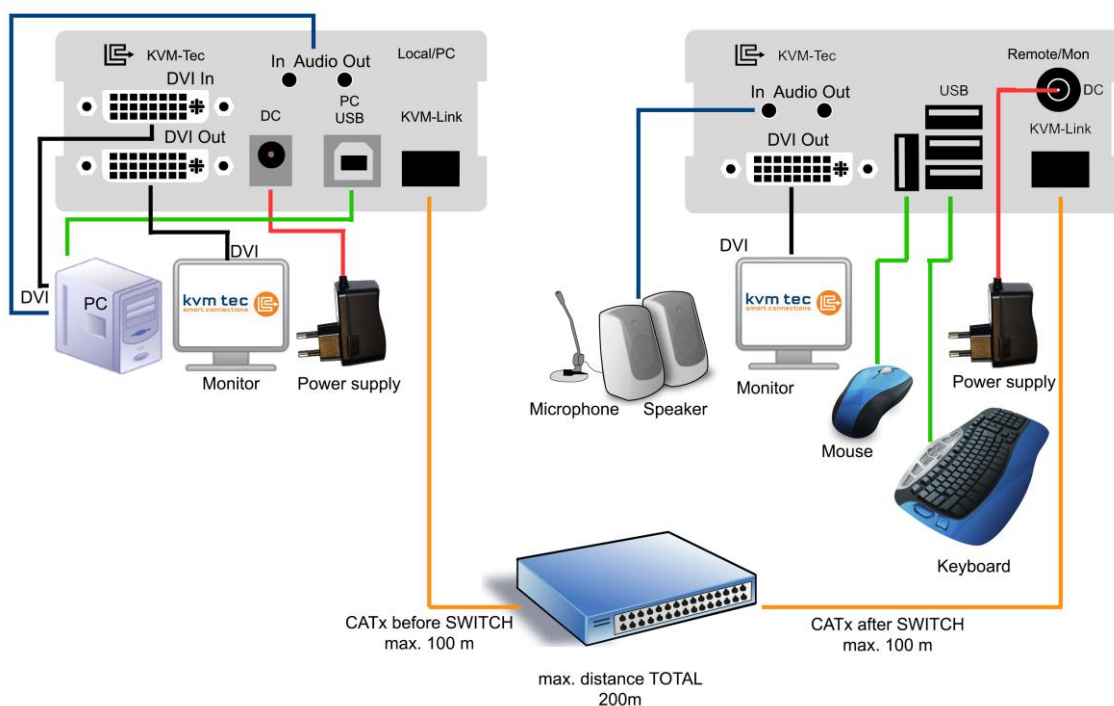 KVM-Tec
In Audio Out
Local/PC
DVI In
DC
PC
USB
KVM-Link
DVI Out
DVI
DVI
PC
kvm tec
smart connections
Monitor
Power supply
KVM-Tec
In Audio Out
USB
Remote/Mon
DC
KVM-Link
DVI Out
DVI
kvm tec
smart connections
Microphone
Speaker
Monitor
Mouse
Power supply
Keyboard
CATx before SWITCH
max. 100 m
CATx after SWITCH
max. 100 m
max. distance TOTAL
200m